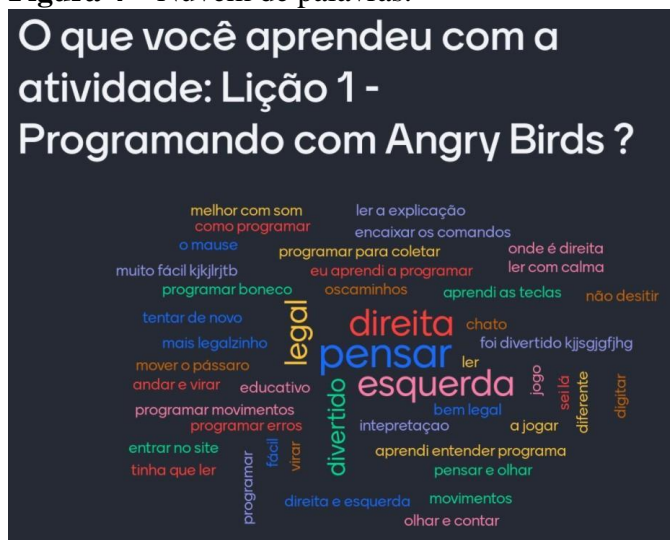 Figura 4 – Nuvem de palavras.
O que você aprendeu com a
atividade: Lição 1 -
Programando com Angry Birds ?
melhor com som
ler a explicação
como programar
encaixar os comandos
o mause
programar para coletar
onde é direita
muito fácil kjkjlrjtb
eu aprendi a programar
ler com calma
programar boneco
oscaminhos
aprendi as teclas
não desitir
legal
tentar de novo
direita
chato
mais legalzinho
pensar
foi divertido kjjsgjgfjhg
mover o pássaro
ler
andar e virar
educativo
esquerda
jogo
sei lá
diferente
digitar
programar movimentos
divertido
bem legal
programar erros
intepretaçao
a jogar
entrar no site
fácil
virar
aprendi entender programa
tinha que ler
programar
pensar e olhar
direita e esquerda
movimentos
olhar e contar